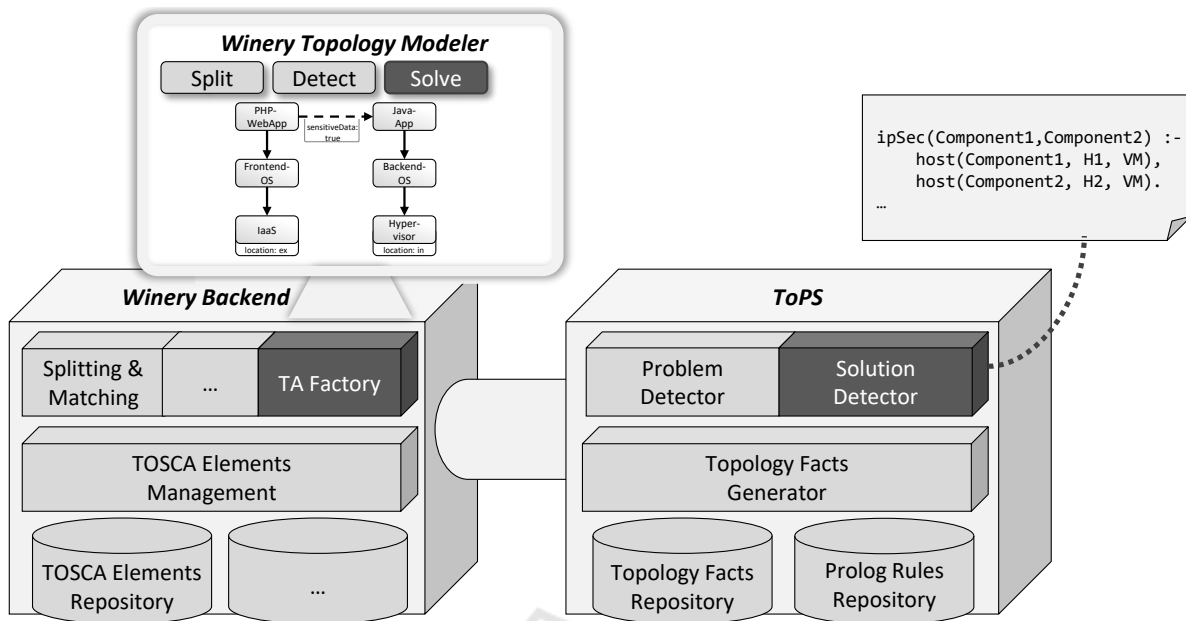 Winery Topology Modeler
Split
Detect
Solve
PHP-
WebApp
sensitiveData:
true
Java-
App
Frontend-
OS
Backend-
OS
IaaS
location: ex
Hyper-
visor
location: in
ipSec(Component1,Component2) :-
host(Component1, H1, VM),
host(Component2, H2, VM).
…
Winery Backend
Splitting &
Matching
...
TA Factory
TOSCA Elements
Management
TOSCA Elements
Repository
...
ToPS
Problem
Detector
Solution
Detector
Topology Facts
Generator
Topology Facts
Repository
Prolog Rules
Repository